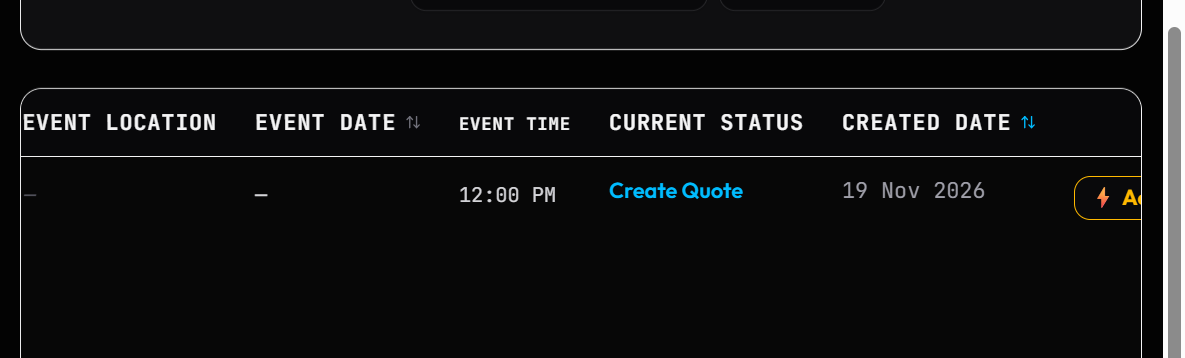 EVENT LOCATION EVENT DATE ↑↓ EVENT TIME CURRENT STATUS CREATED DATE ↑↓
— — 12:00 PM Create Quote 19 Nov 2026